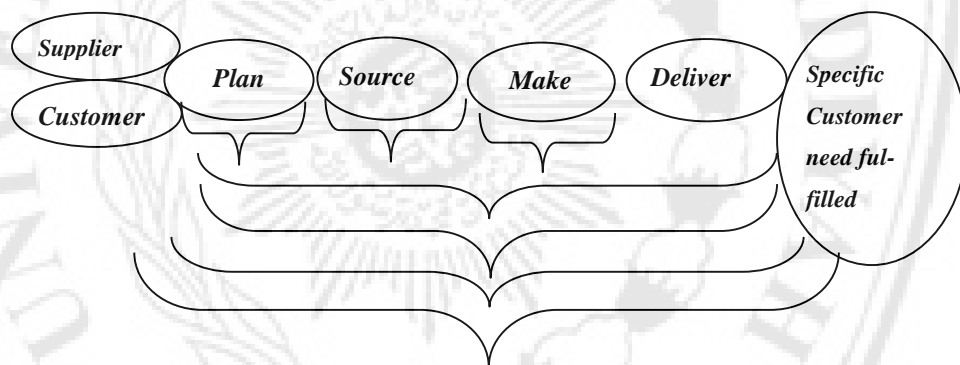 Supplier
Customer
Plan
Source
Make
Deliver
Specific
Customer
need ful-
filled